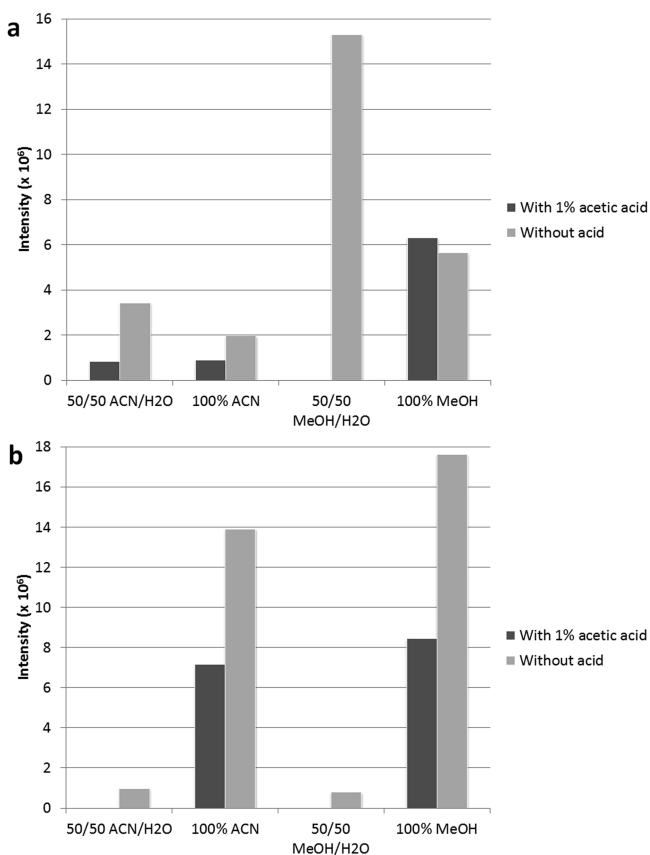 a
16
14
12
10
8
6
4
2
0
Intensity (x 10⁶)
50/50 ACN/H2O 100% ACN 50/50 100% MeOH
MeOH/H2O
With 1% acetic acid
Without acid
b
18
16
14
12
10
8
6
4
2
0
Intensity (x 10⁶)
50/50 ACN/H2O 100% ACN 50/50 100% MeOH
MeOH/H2O
With 1% acetic acid
Without acid